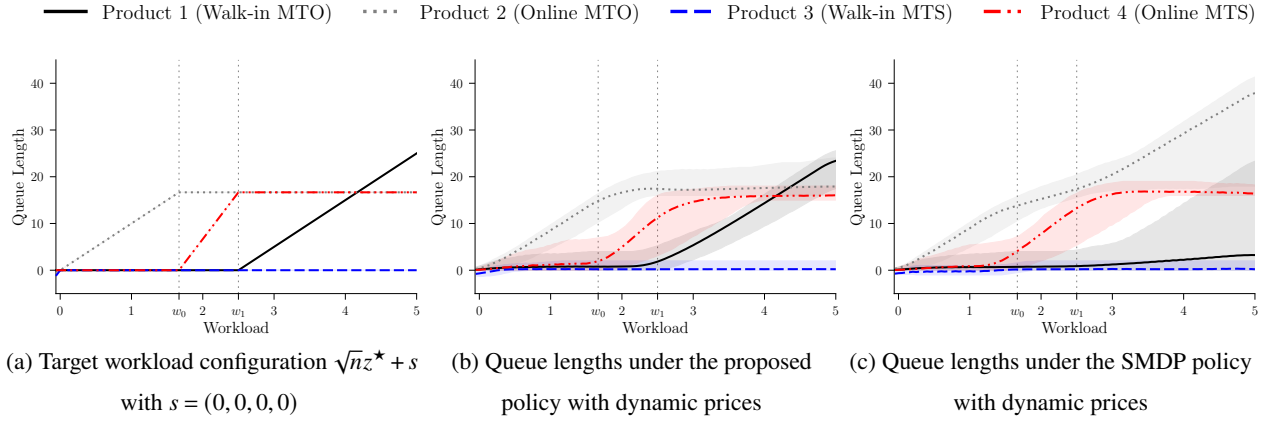 Product 1 (Walk-in MTO) Product 2 (Online MTO) Product 3 (Walk-in MTS) Product 4 (Online MTS)
Queue Length
40
30
20
10
0
0 1 w₀ 2 w₁ 3 4 5
Workload
Queue Length
40
30
20
10
0
0 1 w₀ 2 w₁ 3 4 5
Workload
Queue Length
40
30
20
10
0
0 1 w₀ 2 w₁ 3 4 5
Workload
(a) Target workload configuration √nz★ + s
with s = (0, 0, 0, 0)
(b) Queue lengths under the proposed
policy with dynamic prices
(c) Queue lengths under the SMDP policy
with dynamic prices